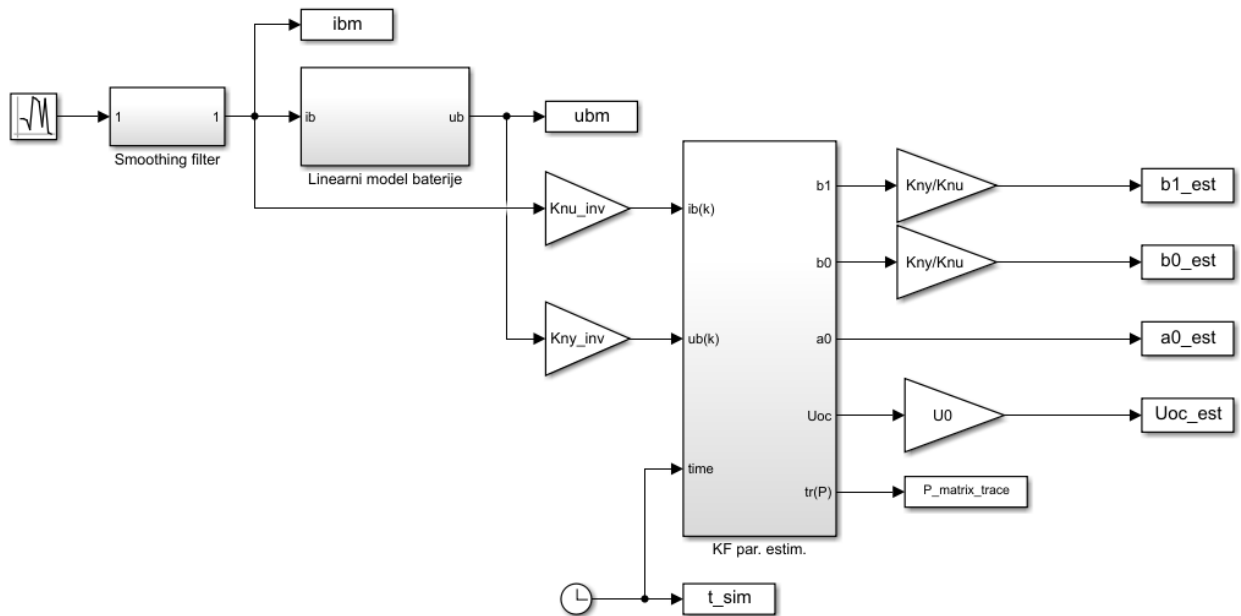 ibm
1
1
Smoothing filter
ib
ub
Linearni model baterije
ubm
Knu_inv
Kny_inv
ib(k)
ub(k)
time
b1
b0
a0
Uoc
tr(P)
KF par. estim.
Kny/Knu
Kny/Knu
U0
b1_est
b0_est
a0_est
Uoc_est
P_matrix_trace
t_sim